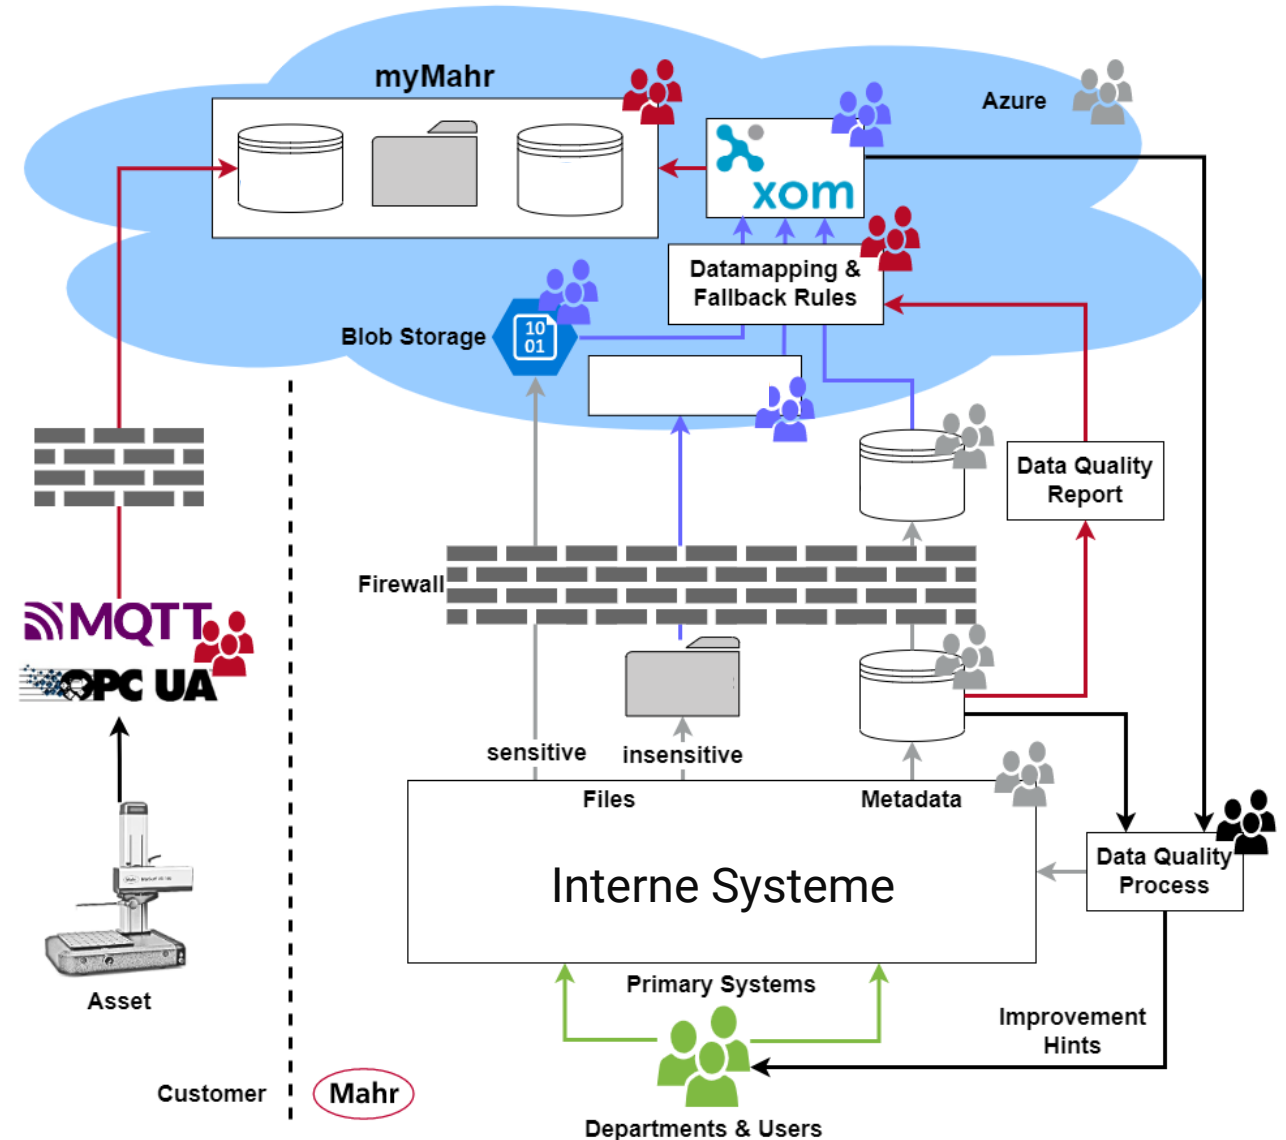 myMahr
Azure
xom
Datamapping &
Fallback Rules
Blob Storage
10
01
Data Quality
Report
Firewall
MQTT
OPC UA
sensitive
insensitive
Files
Metadata
Interne Systeme
Data Quality
Process
Primary Systems
Asset
Improvement
Hints
Customer
Mahr
Departments & Users